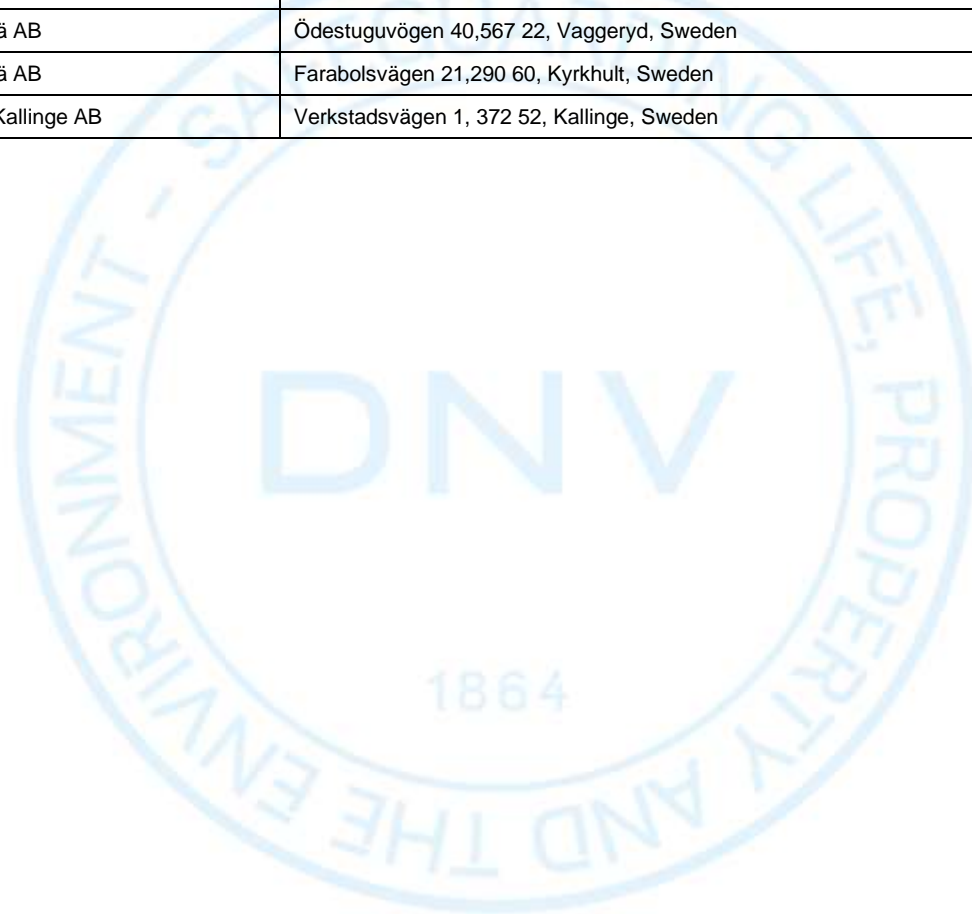 ä AB Ödestuguvögen 40,567 22, Vaggeryd, Sweden
ä AB Farabolsvägen 21,290 60, Kyrkhult, Sweden
Kallinge AB Verkstadsvägen 1, 372 52, Kallinge, Sweden
SAFEGUARDING LIFE, PROPERTY AND THE ENVIRONMENT -
DNV
1864